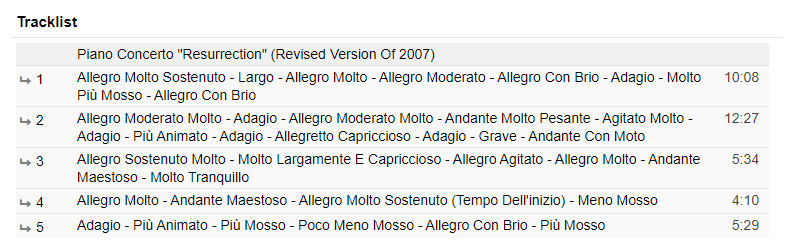 Tracklist
Piano Concerto "Resurrection" (Revised Version Of 2007)
1 Allegro Molto Sostenuto - Largo - Allegro Molto - Allegro Moderato - Allegro Con Brio - Adagio - Molto 10:08
Più Mosso - Allegro Con Brio
2 Allegro Moderato Molto - Adagio - Allegro Moderato Molto - Andante Molto Pesante - Agitato Molto - 12:27
Adagio - Più Animato - Adagio - Allegretto Capriccioso - Adagio - Grave - Andante Con Moto
3 Allegro Sostenuto Molto - Molto Largamente E Capriccioso - Allegro Agitato - Allegro Molto - Andante 5:34
Maestoso - Molto Tranquillo
4 Allegro Molto - Andante Maestoso - Allegro Molto Sostenuto (Tempo Dell'inizio) - Meno Mosso 4:10
5 Adagio - Più Animato - Più Mosso - Poco Meno Mosso - Allegro Con Brio - Più Mosso 5:29